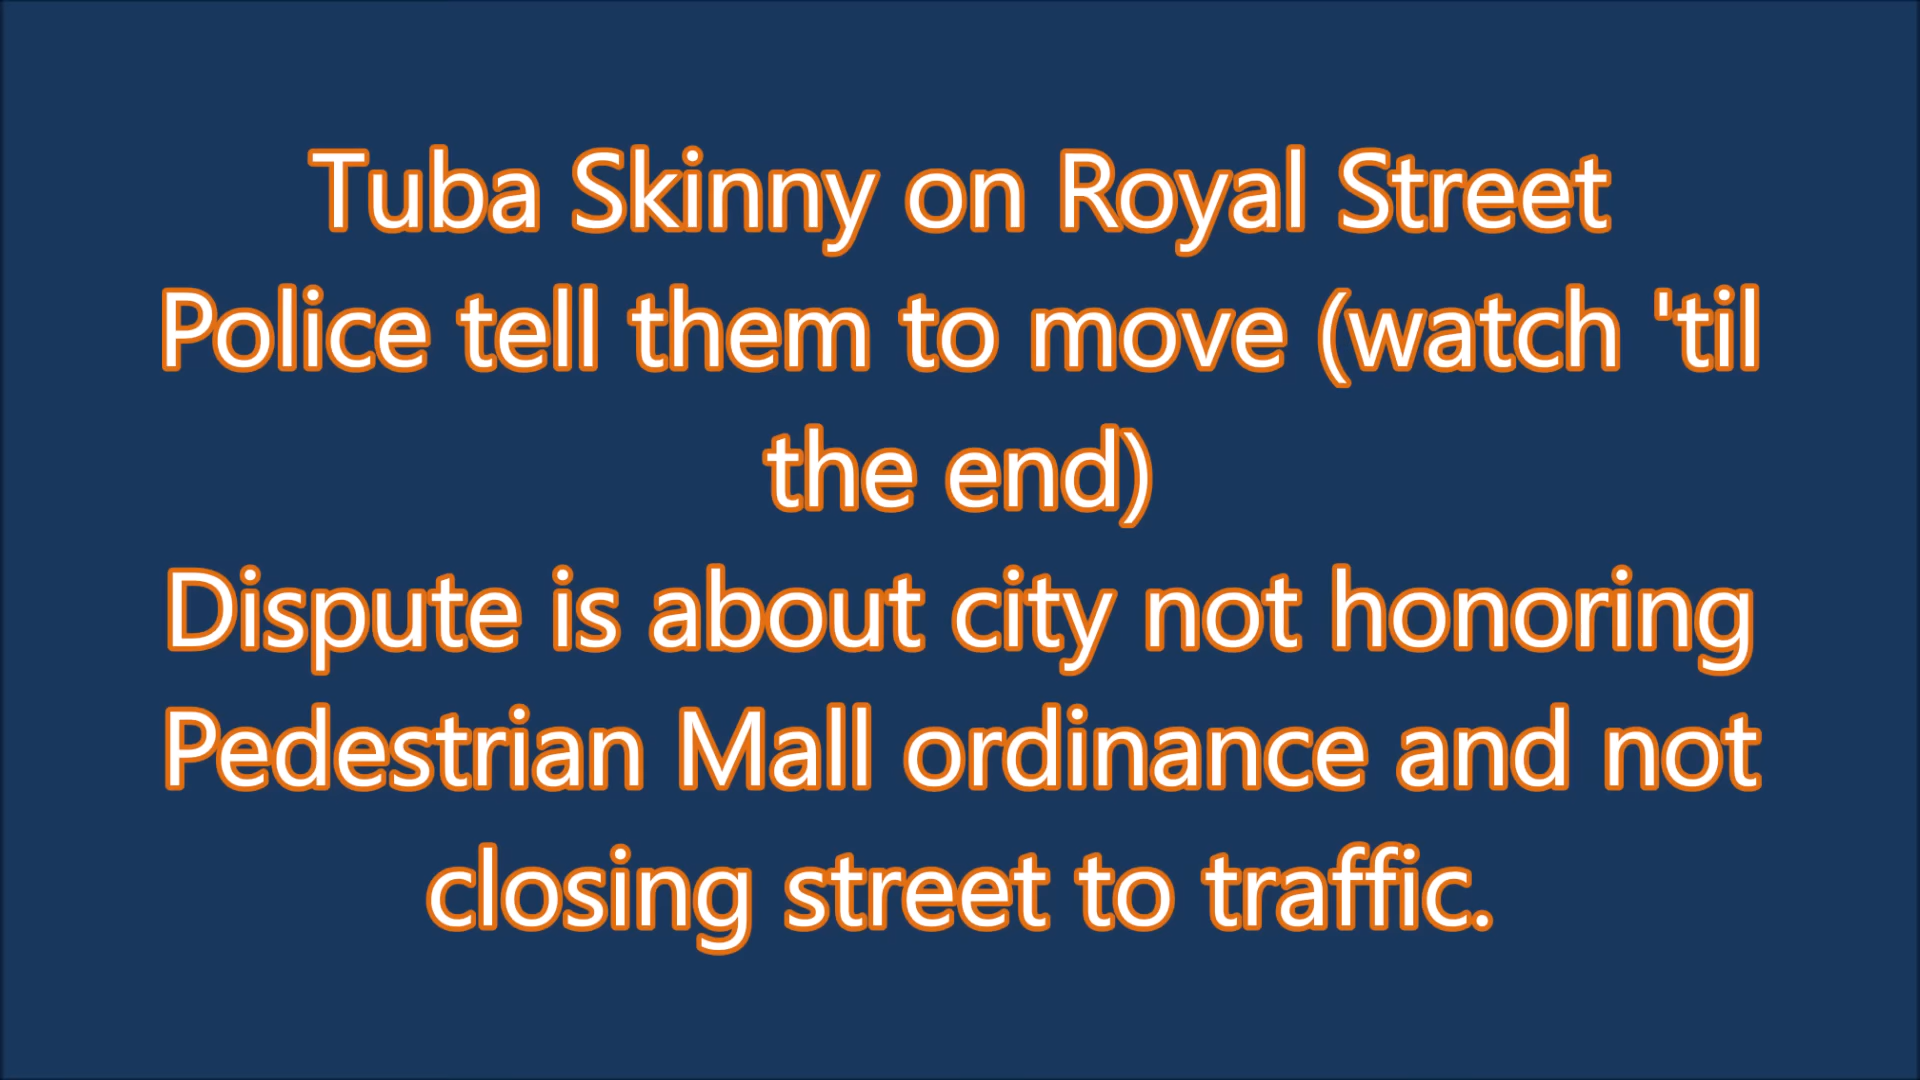 Tuba Skinny on Royal Street
Police tell them to move (watch 'til
the end)
Dispute is about city not honoring
Pedestrian Mall ordinance and not
closing street to traffic.